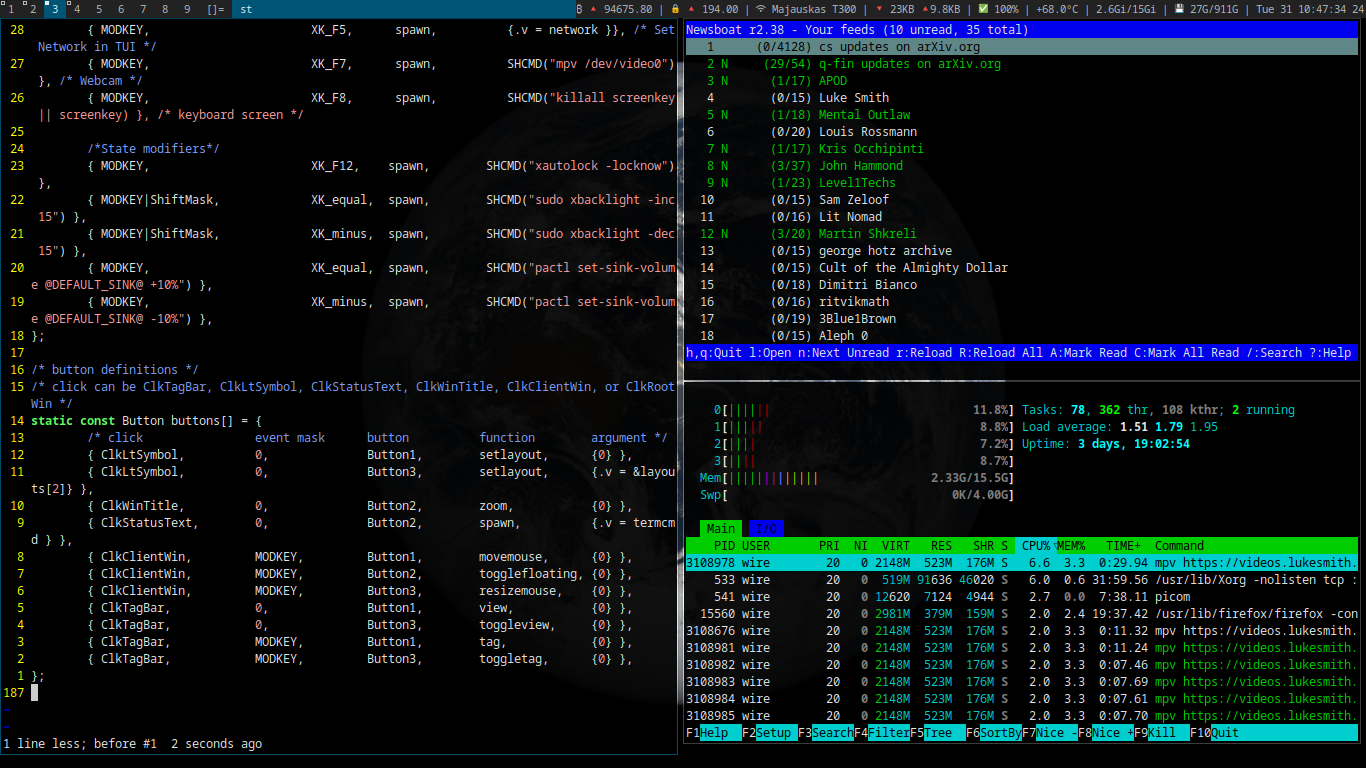 1 2 3 4 5 6 7 8 9 []= st 94675.80 | 🔒 🔺 194.00 | Majauskas T300 | 🔻 23KB 🔺9.8KB | ✅ 100% | +68.0°C | 2.6Gi/15Gi | 💾 27G/911G | Tue 31 10:47:34 24
28 { MODKEY, XK_F5, spawn, {.v = network }}, /* Set
Network in TUI */
27 { MODKEY, XK_F7, spawn, SHCMD("mpv /dev/video0")
}, /* Webcam */
26 { MODKEY, XK_F8, spawn, SHCMD("killall screenkey
|| screenkey) }, /* keyboard screen */
25
24 /*State modifiers*/
23 { MODKEY, XK_F12, spawn, SHCMD("xautolock -locknow")
},
22 { MODKEY|ShiftMask, XK_equal, spawn, SHCMD("sudo xbacklight -inc
15") },
21 { MODKEY|ShiftMask, XK_minus, spawn, SHCMD("sudo xbacklight -dec
15") },
20 { MODKEY, XK_equal, spawn, SHCMD("pactl set-sink-volum
e @DEFAULT_SINK@ +10%") },
19 { MODKEY, XK_minus, spawn, SHCMD("pactl set-sink-volum
e @DEFAULT_SINK@ -10%") },
18 };
17
16 /* button definitions */
15 /* click can be ClkTagBar, ClkLtSymbol, ClkStatusText, ClkWinTitle, ClkClientWin, or ClkRoot
Win */
14 static const Button buttons[] = {
13 /* click event mask button function argument */
12 { ClkLtSymbol, 0, Button1, setlayout, {0} },
11 { ClkLtSymbol, 0, Button3, setlayout, {.v = &layou
ts[2]} },
10 { ClkWinTitle, 0, Button2, zoom, {0} },
9 { ClkStatusText, 0, Button2, spawn, {.v = termcm
d } },
8 { ClkClientWin, MODKEY, Button1, movemouse, {0} },
7 { ClkClientWin, MODKEY, Button2, togglefloating, {0} },
6 { ClkClientWin, MODKEY, Button3, resizemouse, {0} },
5 { ClkTagBar, 0, Button1, view, {0} },
4 { ClkTagBar, 0, Button3, toggleview, {0} },
3 { ClkTagBar, MODKEY, Button1, tag, {0} },
2 { ClkTagBar, MODKEY, Button3, toggletag, {0} },
1 };
187
~
~
1 line less; before #1 2 seconds ago
Newsboat r2.38 - Your feeds (10 unread, 35 total)
1 (0/4128) cs updates on arXiv.org
2 N (29/54) q-fin updates on arXiv.org
3 N (1/17) APOD
4 (0/15) Luke Smith
5 N (1/18) Mental Outlaw
6 (0/20) Louis Rossmann
7 N (1/17) Kris Occhipinti
8 N (3/37) John Hammond
9 N (1/23) Level1Techs
10 (0/15) Sam Zeloof
11 (0/16) Lit Nomad
12 N (3/20) Martin Shkreli
13 (0/15) george hotz archive
14 (0/15) Cult of the Almighty Dollar
15 (0/18) Dimitri Bianco
16 (0/16) ritvikmath
17 (0/19) 3Blue1Brown
18 (0/15) Aleph 0
h,q:Quit l:Open n:Next Unread r:Reload R:Reload All A:Mark Read C:Mark All Read /:Search ?:Help
0[|||||| 11.8%] Tasks: 78, 362 thr, 108 kthr; 2 running
1[||||| 8.8%] Load average: 1.51 1.79 1.95
2[|||| 7.2%] Uptime: 3 days, 19:02:54
3[|||| 8.7%]
Mem[||||||||||||| 2.33G/15.5G]
Swp[ 0K/4.00G]
Main I/O
PID USER PRI NI VIRT RES SHR S CPU%▽MEM% TIME+ Command
3108978 wire 20 0 2148M 523M 176M S 6.6 3.3 0:29.94 mpv https://videos.lukesmith.
533 wire 20 0 519M 91636 46020 S 6.0 0.6 31:59.56 /usr/lib/Xorg -nolisten tcp :
541 wire 20 0 12620 7124 4944 S 2.7 0.0 7:38.11 picom
15560 wire 20 0 2981M 379M 159M S 2.0 2.4 19:37.42 /usr/lib/firefox/firefox -con
3108676 wire 20 0 2148M 523M 176M S 2.0 3.3 0:11.32 mpv https://videos.lukesmith.
3108981 wire 20 0 2148M 523M 176M S 2.0 3.3 0:11.24 mpv https://videos.lukesmith.
3108982 wire 20 0 2148M 523M 176M S 2.0 3.3 0:07.46 mpv https://videos.lukesmith.
3108983 wire 20 0 2148M 523M 176M S 2.0 3.3 0:07.69 mpv https://videos.lukesmith.
3108984 wire 20 0 2148M 523M 176M S 2.0 3.3 0:07.61 mpv https://videos.lukesmith.
3108985 wire 20 0 2148M 523M 176M S 2.0 3.3 0:07.70 mpv https://videos.lukesmith.
F1Help F2Setup F3SearchF4FilterF5Tree F6SortByF7Nice -F8Nice +F9Kill F10Quit